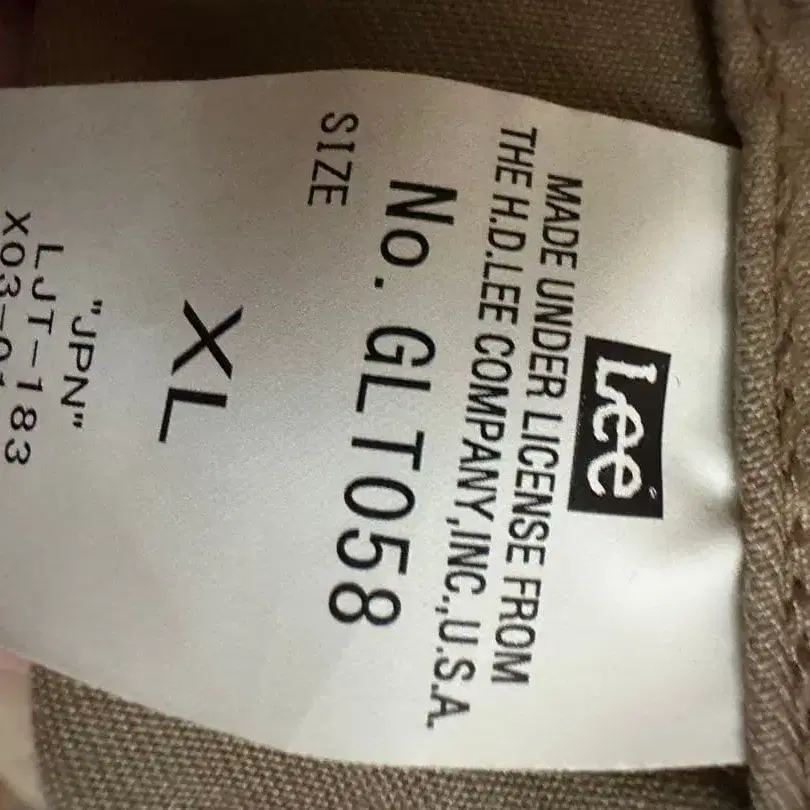 Lee
MADE UNDER LICENSE FROM
THE H.D.LEE COMPANY,INC.,U.S.A.
No. GLT058
SIZE
XL
"JPN"
LJT-183